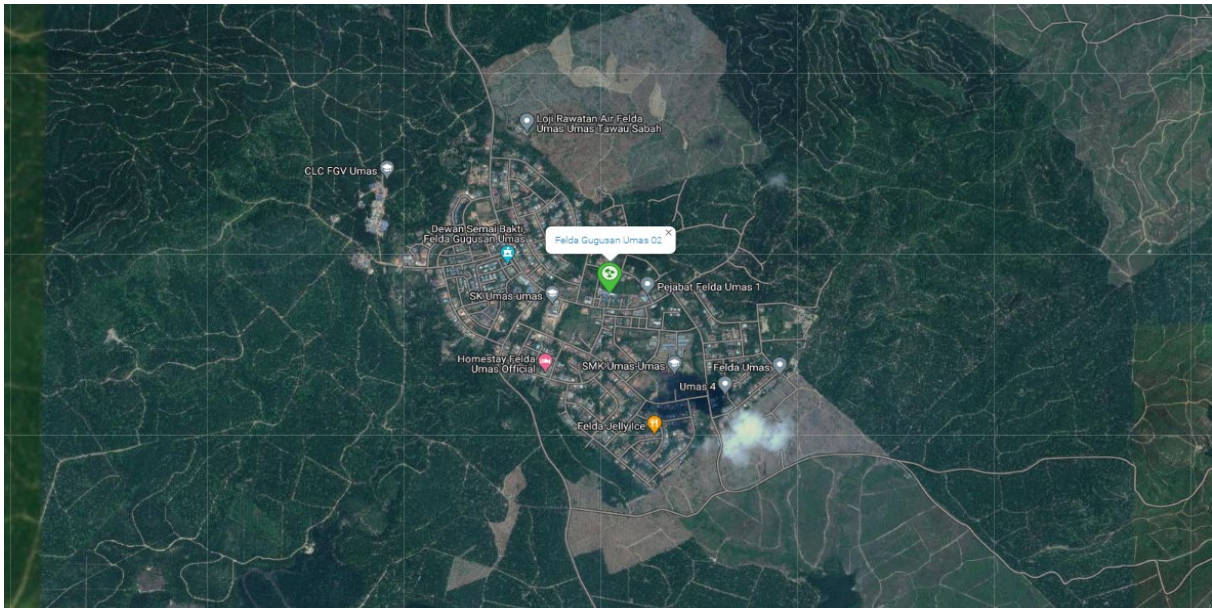 Loji Rawatan Air Felda
Umas-Umas Tawau Sabah
CLC FGV Umas
Dewan Semai Bakti,
Felda Gugusan Umas
Felda Gugusan Umas 02
×
Pejabat Felda Umas 1
SK Umas-umas
Homestay Felda
Umas Official
SMK Umas-Umas
Felda Umas
Umas 4
Felda Jelly Ice